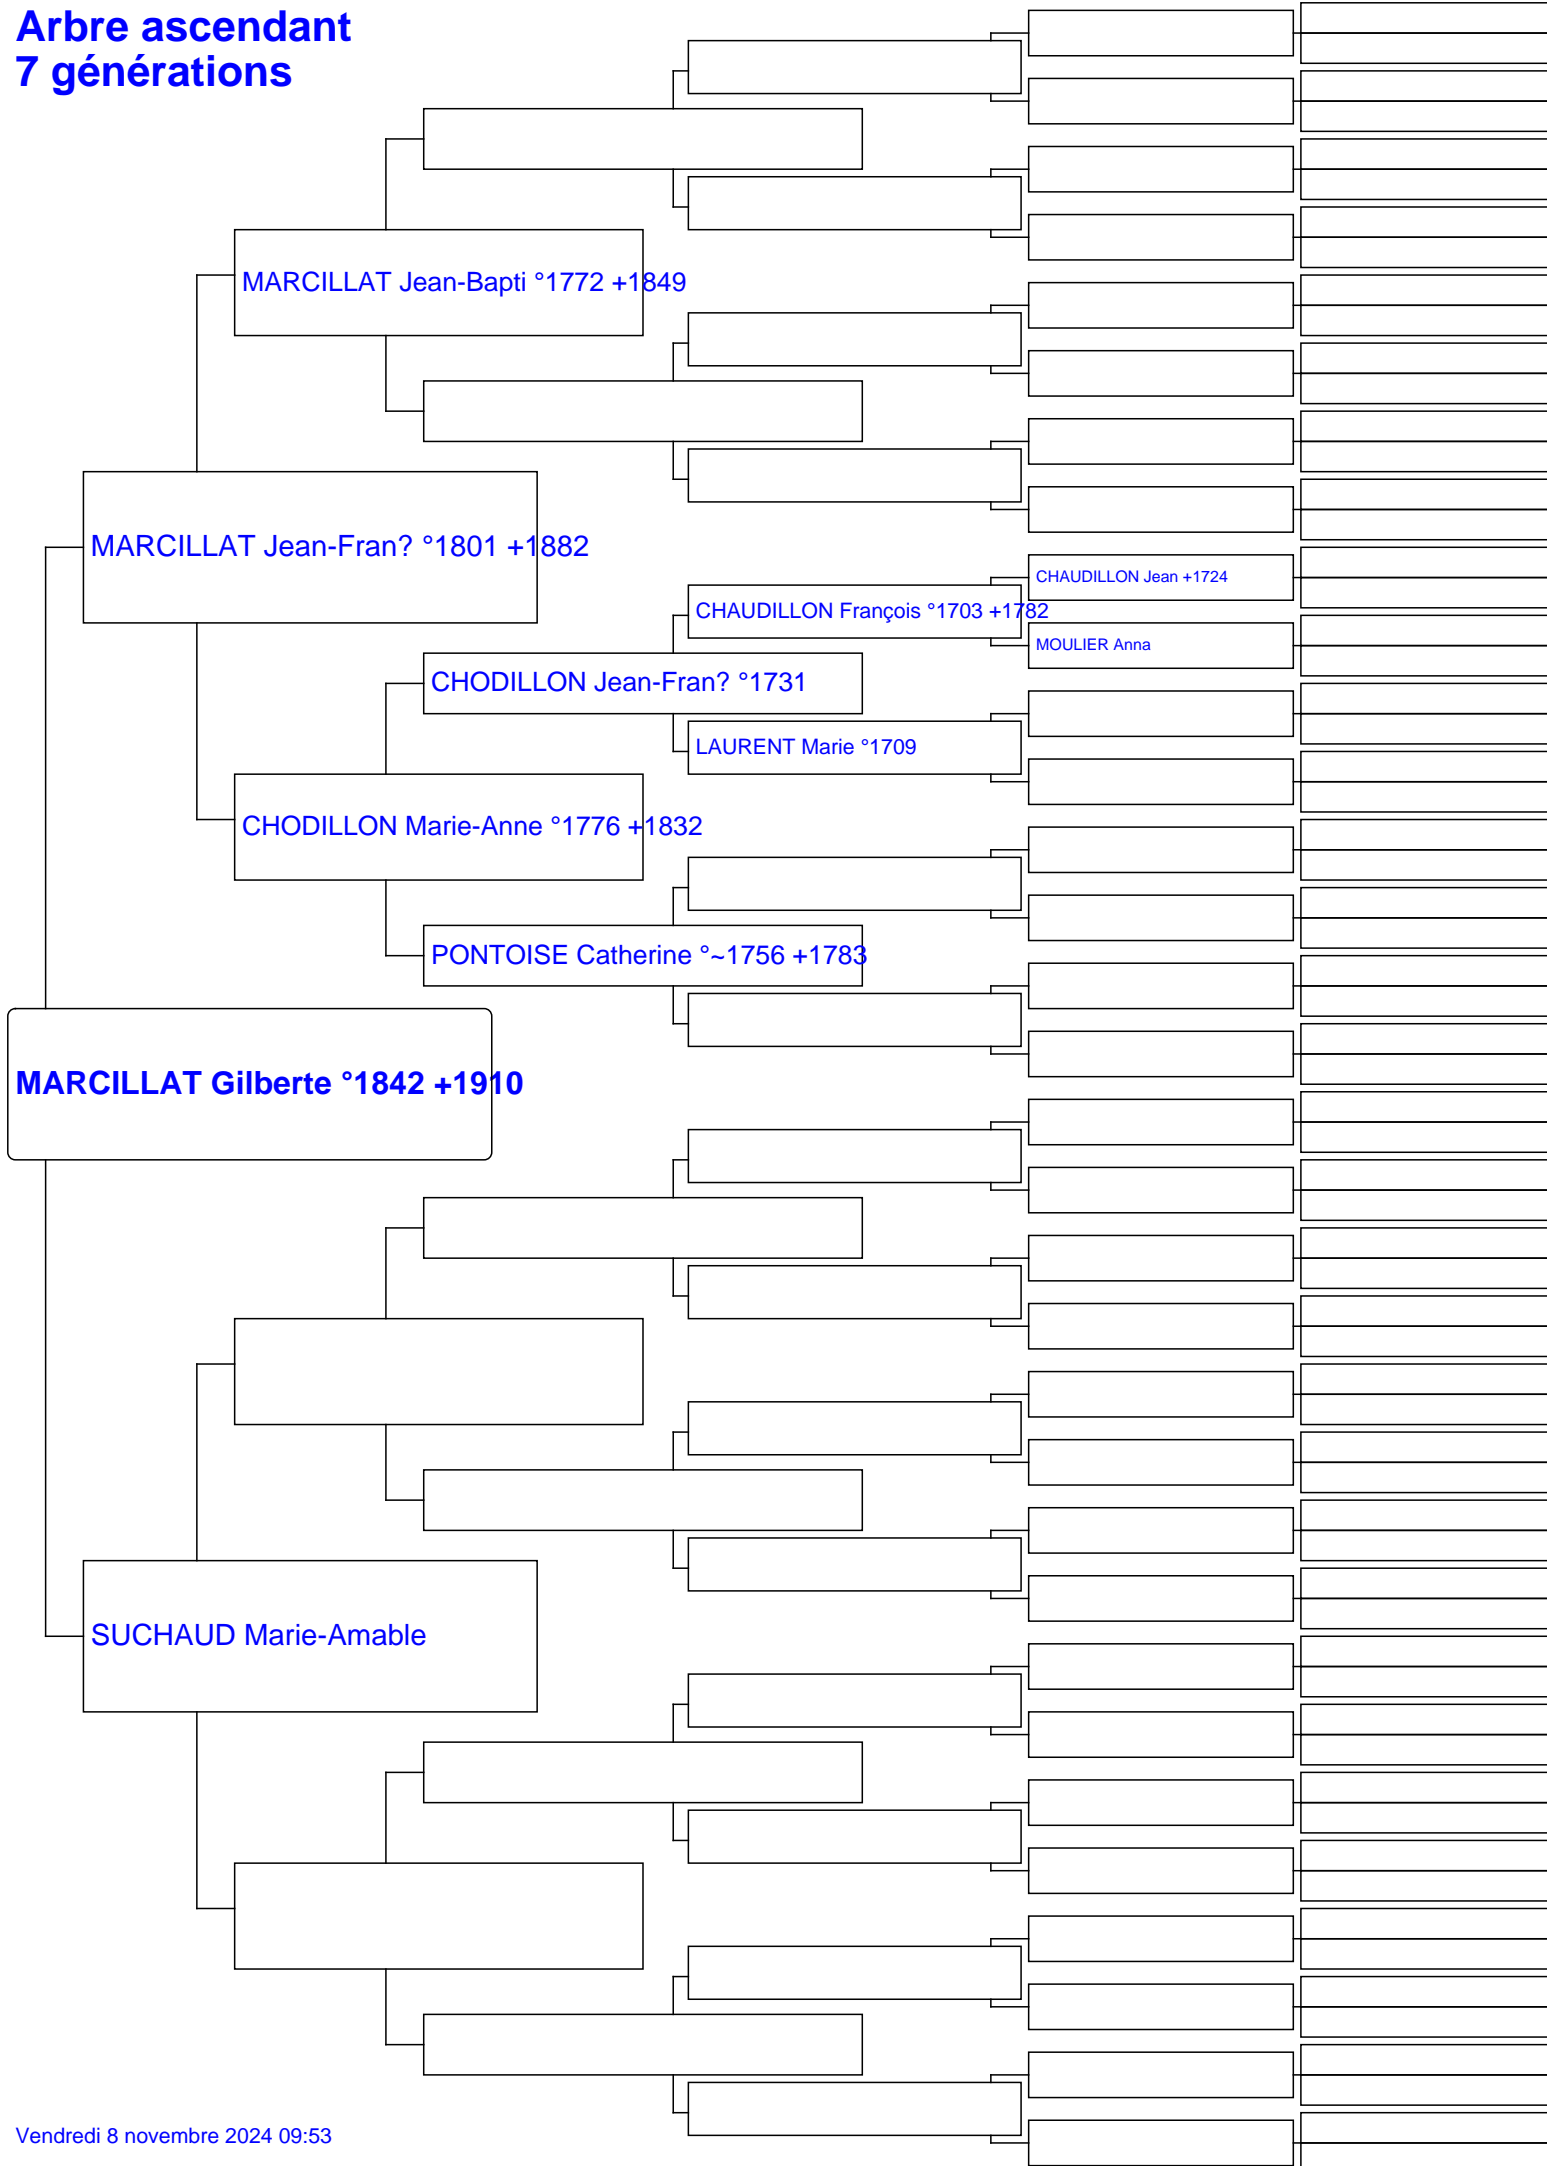 Arbre ascendant
7 générations
MARCILLAT Jean-Bapti °1772 +1849
MARCILLAT Jean-Fran? °1801 +1882
CHAUDILLON Jean +1724
CHAUDILLON François °1703 +1782
MOULIER Anna
CHODILLON Jean-Fran? °1731
LAURENT Marie °1709
CHODILLON Marie-Anne °1776 +1832
PONTOISE Catherine °~1756 +1783
MARCILLAT Gilberte °1842 +1910
SUCHAUD Marie-Amable
Vendredi 8 novembre 2024 09:53